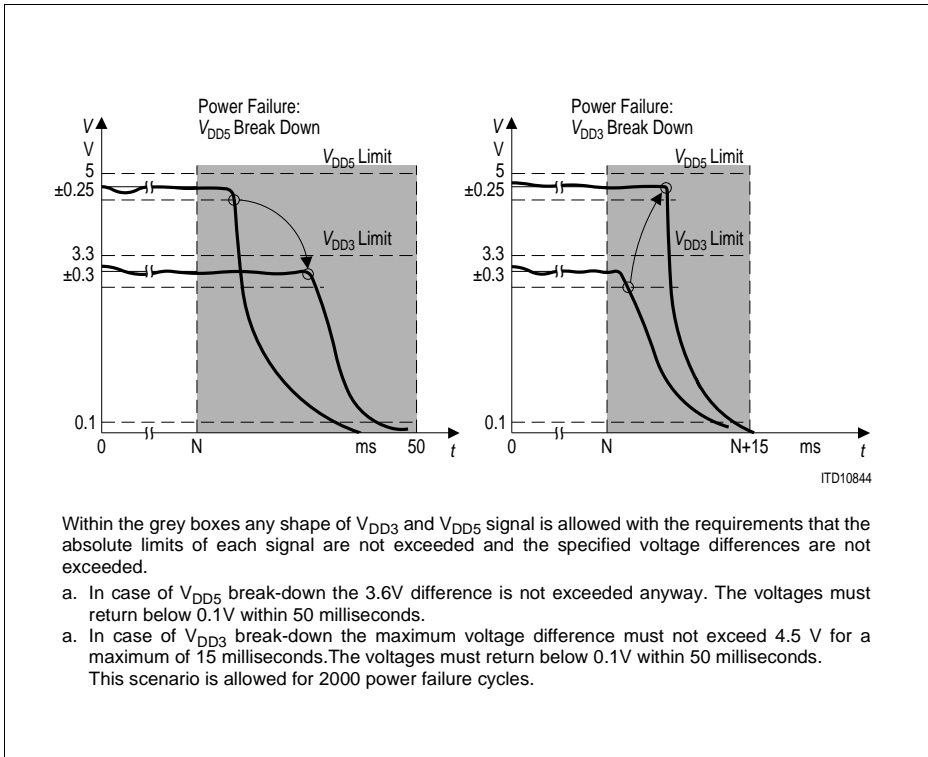 Power Failure:
VDD5 Break Down
V
V
5
±0.25
3.3
±0.3
0.1
0
N
ms
50
t
VDD5 Limit
VDD3 Limit
Power Failure:
VDD3 Break Down
V
V
5
±0.25
3.3
±0.3
0.1
0
N
N+15
ms
t
VDD5 Limit
VDD3 Limit
ITD10844
Within the grey boxes any shape of VDD3 and VDD5 signal is allowed with the requirements that the
absolute limits of each signal are not exceeded and the specified voltage differences are not
exceeded.
a. In case of VDD5 break-down the 3.6V difference is not exceeded anyway. The voltages must
return below 0.1V within 50 milliseconds.
a. In case of VDD3 break-down the maximum voltage difference must not exceed 4.5 V for a
maximum of 15 milliseconds.The voltages must return below 0.1V within 50 milliseconds.
This scenario is allowed for 2000 power failure cycles.